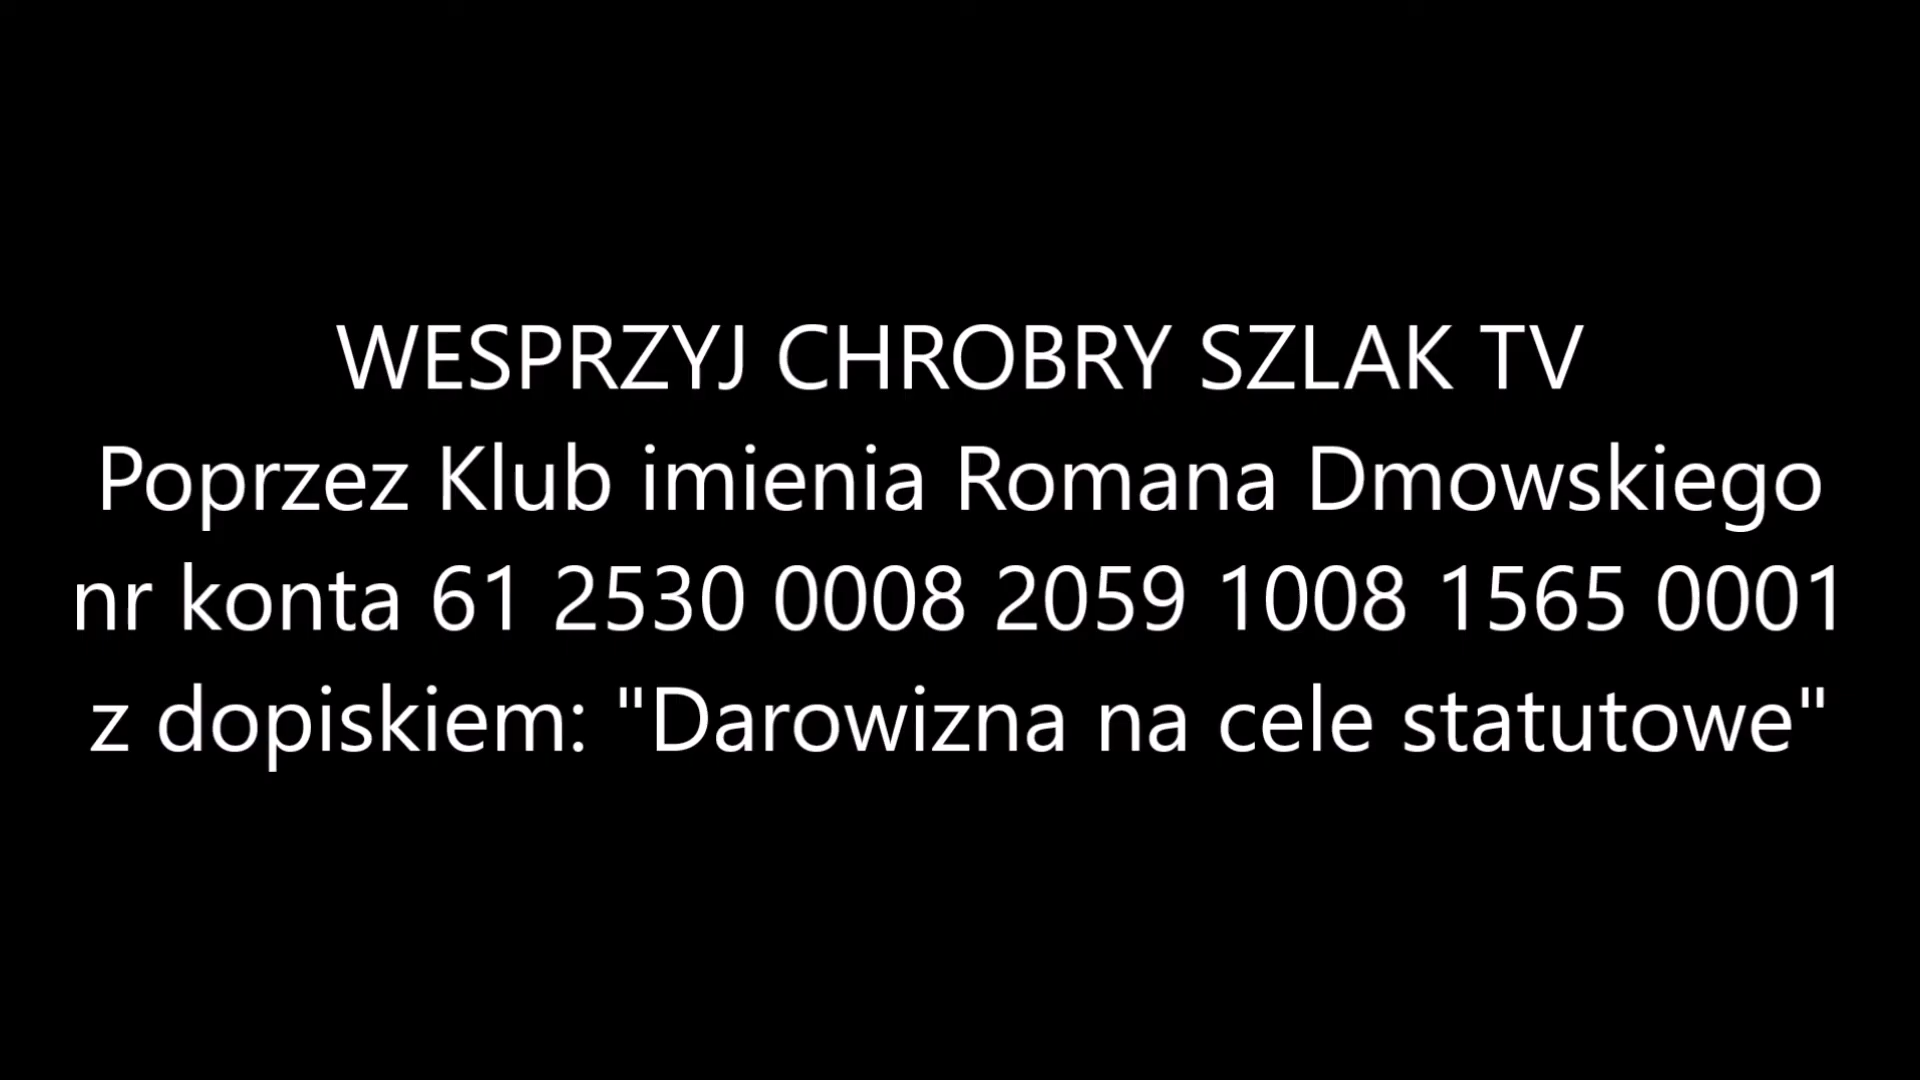 WESPRZYJ CHROBRY SZLAK TV
Poprzez Klub imienia Romana Dmowskiego
nr konta 61 2530 0008 2059 1008 1565 0001
z dopiskiem: "Darowizna na cele statutowe"